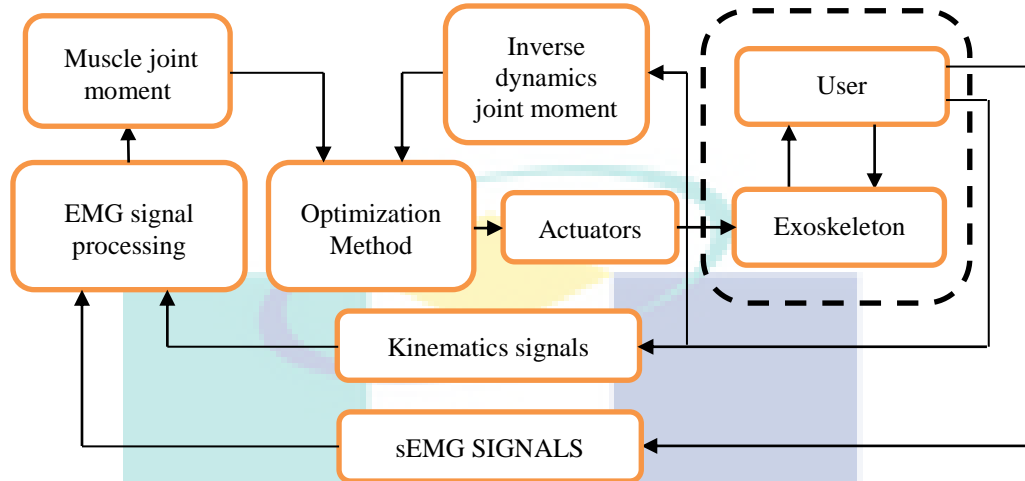 Muscle joint
moment
Inverse
dynamics
joint moment
User
EMG signal
processing
Optimization
Method
Actuators
Exoskeleton
Kinematics signals
sEMG SIGNALS